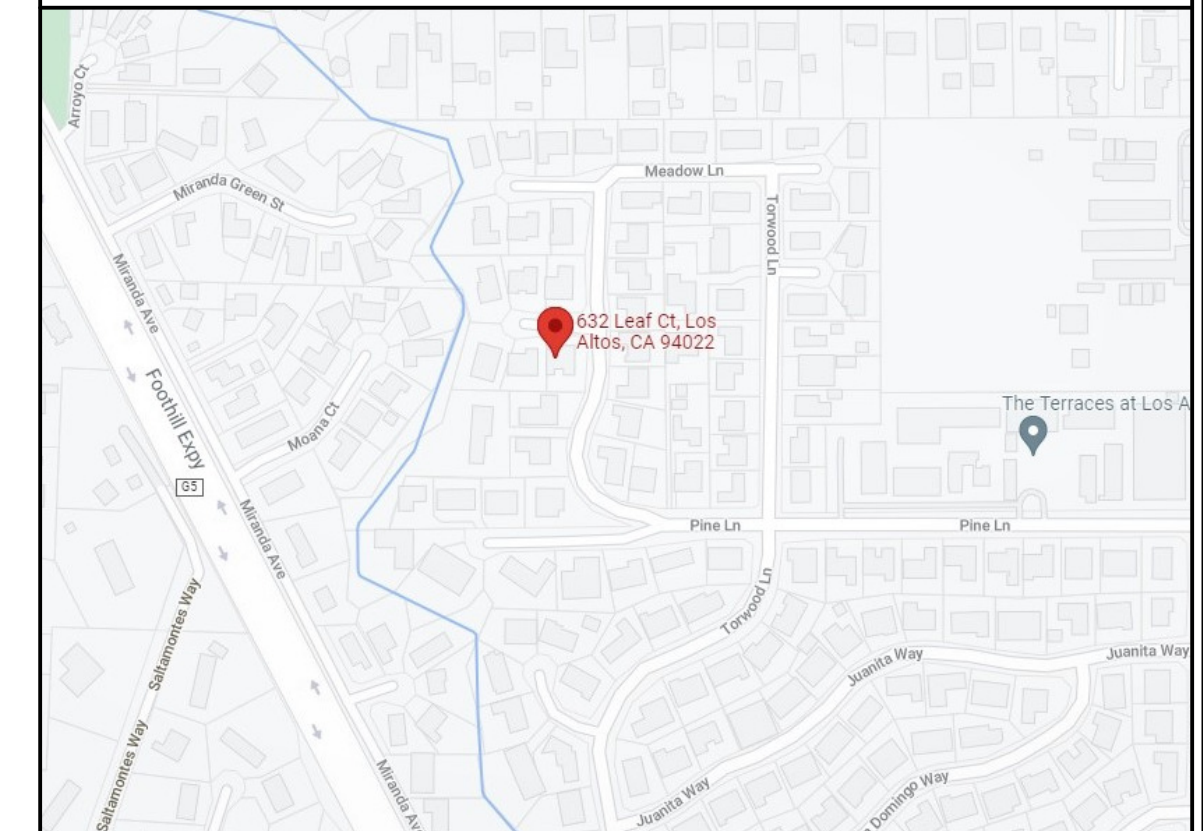 Arroyo Ct
Meadow Ln
Miranda Green St
Torwood Ln
Miranda Ave
632 Leaf Ct, Los
Altos, CA 94022
Foothill Expy
Moana Ct
The Terraces at Los A
G5
Miranda Ave
Pine Ln
Pine Ln
Saltamontes Way
Torwood Ln
Juanita Way
Juanita Way
Saltamontes Way
Miranda Av
Juanita Way
Domingo Way